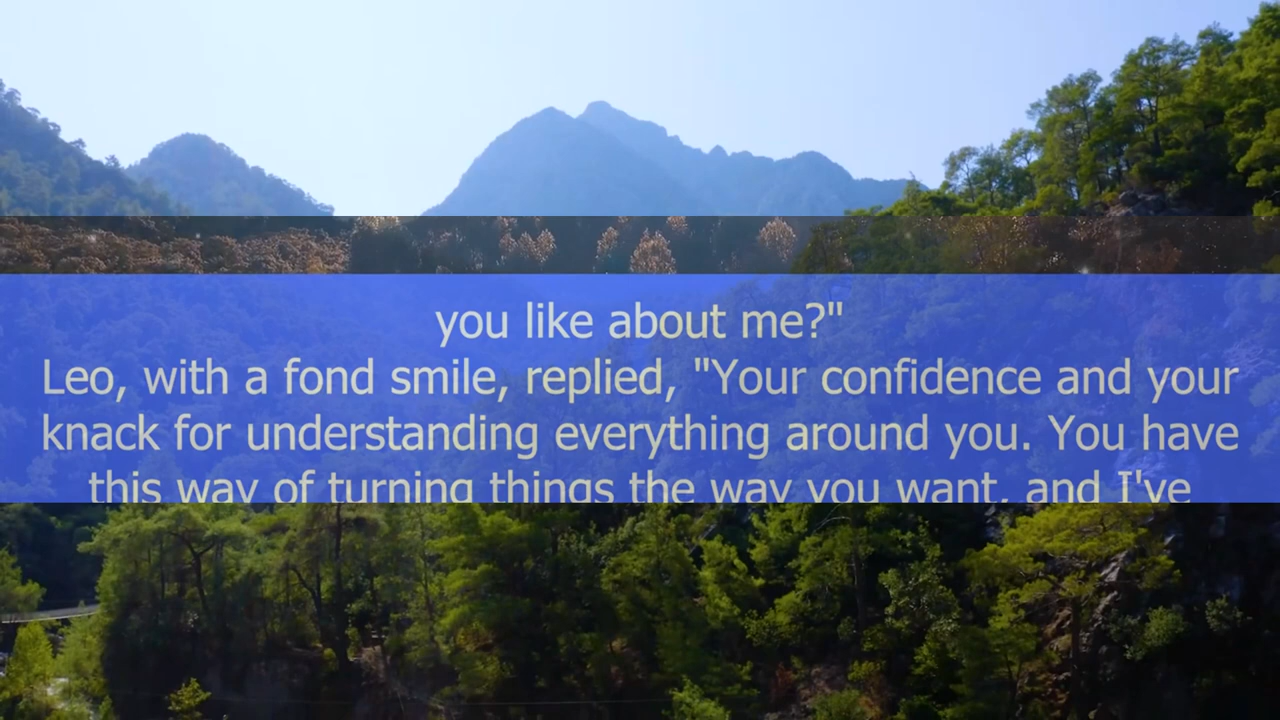 you like about me?"
Leo, with a fond smile, replied, "Your confidence and your
knack for understanding everything around you. You have
this way of turning things the way you want, and I've